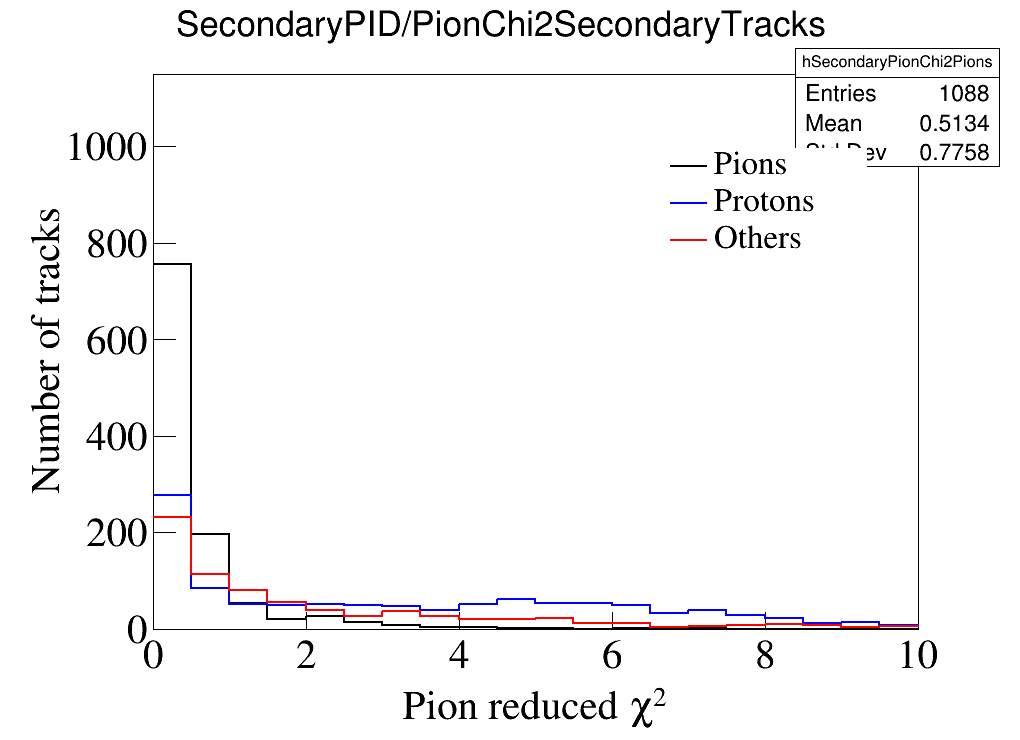 SecondaryPID/PionChi2SecondaryTracks
hSecondaryPionChi2Pions
Entries 1088
Mean 0.5134
Dev 0.7758
Pions
Protons
Others
Number of tracks
1000
800
600
400
200
0
0 2 4 6 8 10
Pion reduced χ²